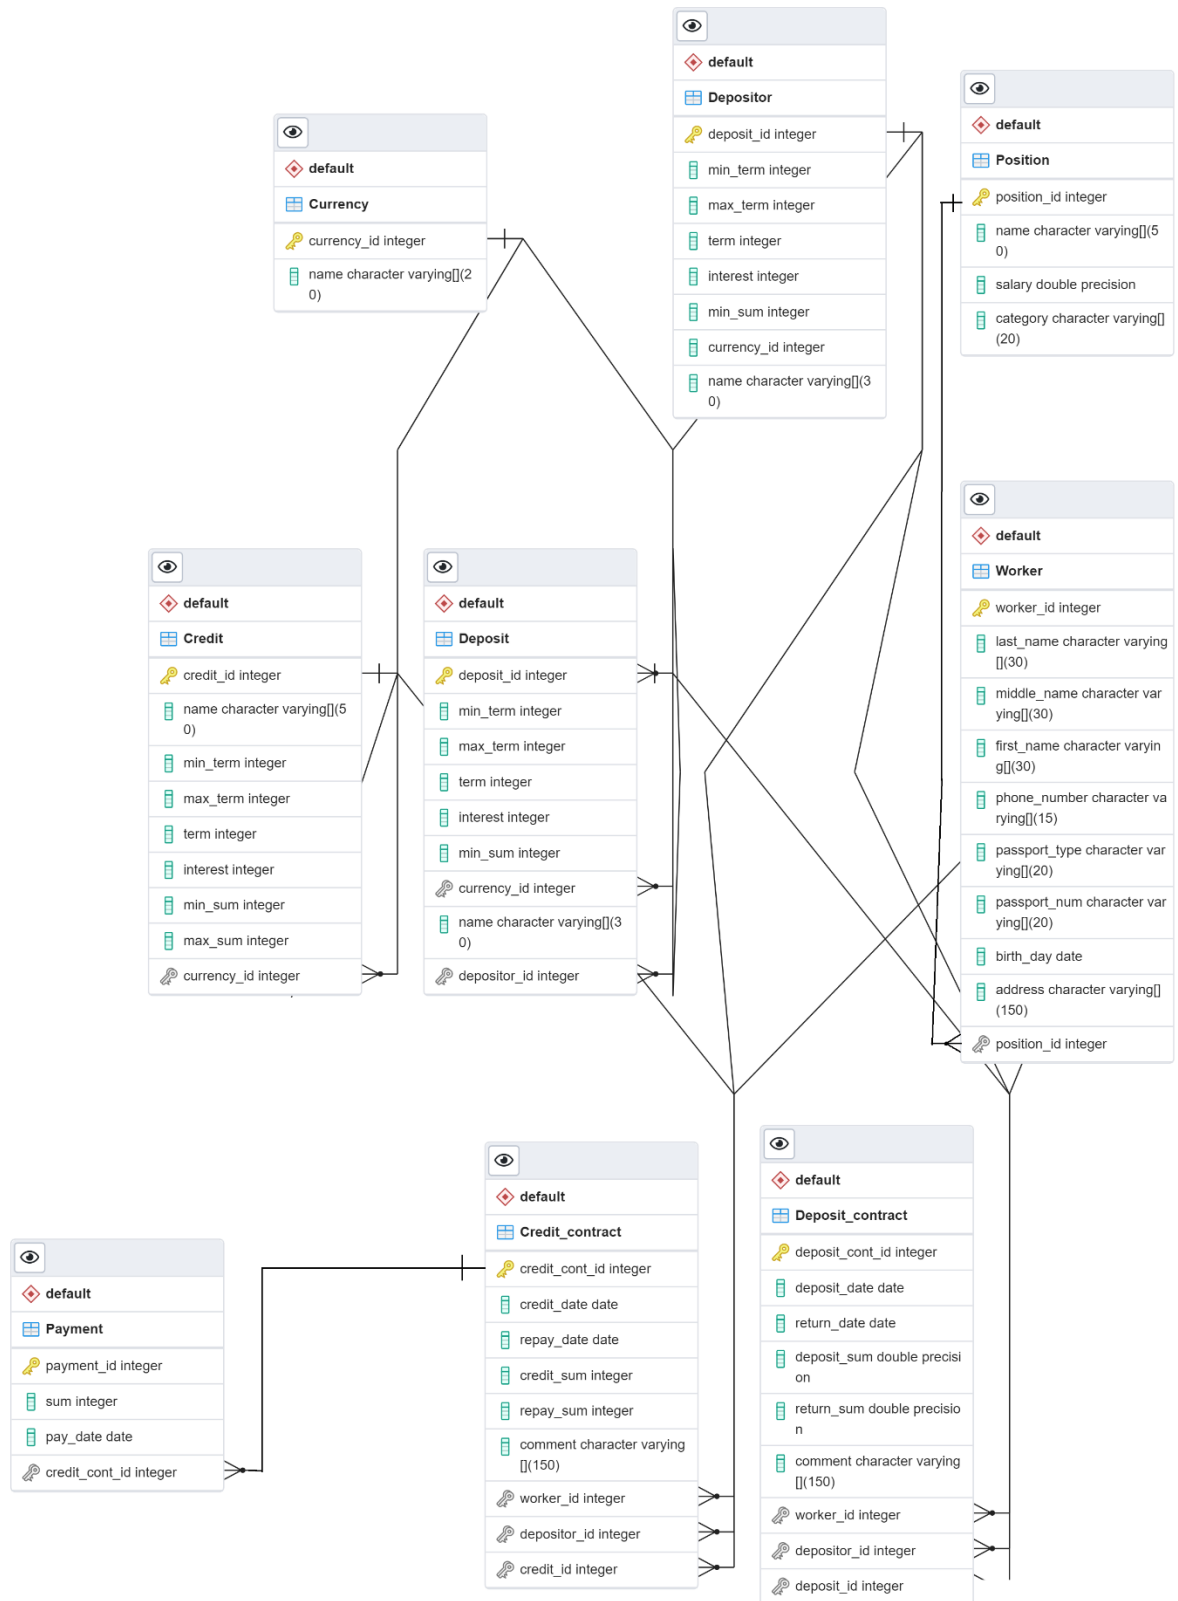 default
Depositor
deposit_id integer
min_term integer
max_term integer
term integer
interest integer
min_sum integer
currency_id integer
name character varying[](3
0)
default
Position
position_id integer
name character varying[](5
0)
salary double precision
category character varying[]
(20)
default
Currency
currency_id integer
name character varying[](2
0)
default
Worker
worker_id integer
last_name character varying
[](30)
middle_name character var
ying[](30)
first_name character varyin
g[](30)
phone_number character va
rying[](15)
passport_type character var
ying[](20)
passport_num character var
ying[](20)
birth_day date
address character varying[]
(150)
position_id integer
default
Credit
credit_id integer
name character varying[](5
0)
min_term integer
max_term integer
term integer
interest integer
min_sum integer
max_sum integer
currency_id integer
default
Deposit
deposit_id integer
min_term integer
max_term integer
term integer
interest integer
min_sum integer
currency_id integer
name character varying[](3
0)
depositor_id integer
default
Credit_contract
credit_cont_id integer
credit_date date
repay_date date
credit_sum integer
repay_sum integer
comment character varying
[](150)
worker_id integer
depositor_id integer
credit_id integer
default
Deposit_contract
deposit_cont_id integer
deposit_date date
return_date date
deposit_sum double precisi
on
return_sum double precisio
n
comment character varying
[](150)
worker_id integer
depositor_id integer
deposit_id integer
default
Payment
payment_id integer
sum integer
pay_date date
credit_cont_id integer